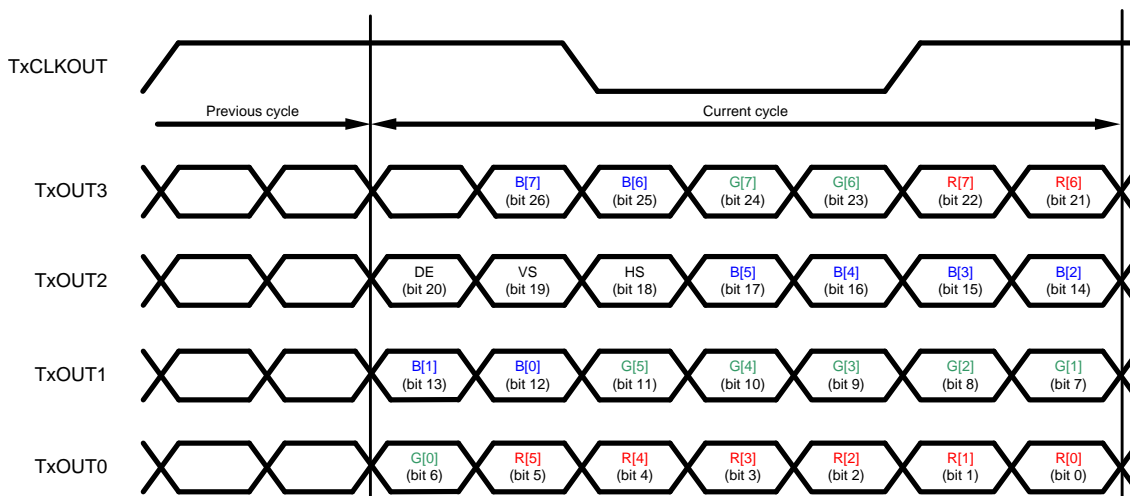 TxCLKOUT
Previous cycle
Current cycle
TxOUT3
B[7]
(bit 26)
B[6]
(bit 25)
G[7]
(bit 24)
G[6]
(bit 23)
R[7]
(bit 22)
R[6]
(bit 21)
TxOUT2
DE
(bit 20)
VS
(bit 19)
HS
(bit 18)
B[5]
(bit 17)
B[4]
(bit 16)
B[3]
(bit 15)
B[2]
(bit 14)
TxOUT1
B[1]
(bit 13)
B[0]
(bit 12)
G[5]
(bit 11)
G[4]
(bit 10)
G[3]
(bit 9)
G[2]
(bit 8)
G[1]
(bit 7)
TxOUT0
G[0]
(bit 6)
R[5]
(bit 5)
R[4]
(bit 4)
R[3]
(bit 3)
R[2]
(bit 2)
R[1]
(bit 1)
R[0]
(bit 0)